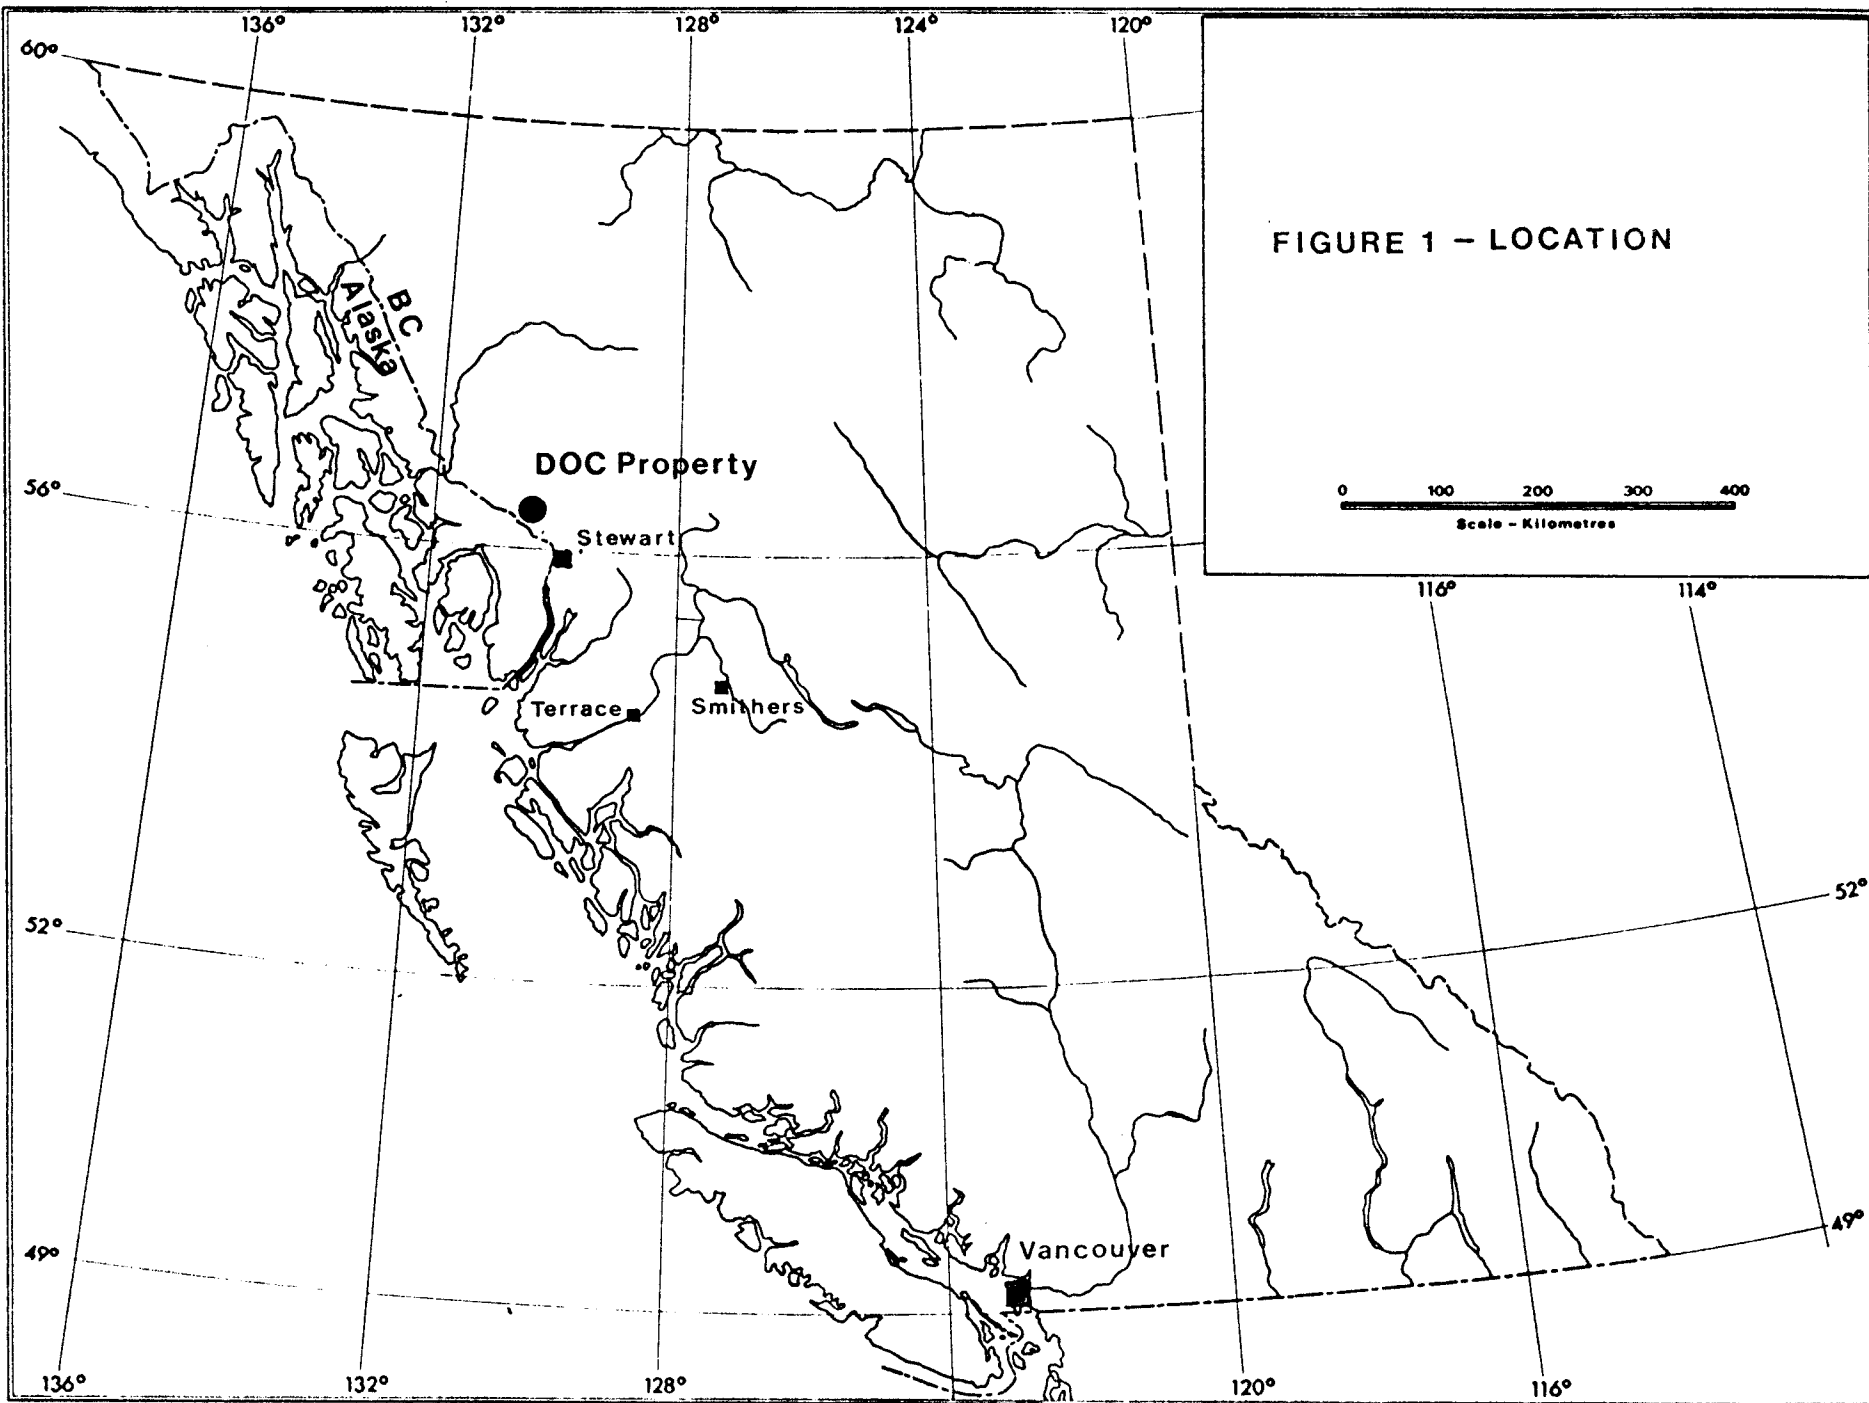 136° 132° 128° 124° 120°
60°
FIGURE 1 – LOCATION
BC
Alaska
DOC Property
56°
0 100 200 300 400
Scale – Kilometres
Stewart
116° 114°
Terrace
Smithers
52°
52°
49°
Vancouver
49°
136° 132° 128° 120° 116°